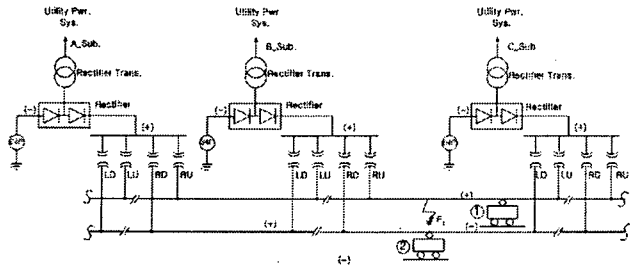 Utility Pwr.
Sys.
Utility Pwr.
Sys.
Utility Pwr.
Sys.
A_Sub.
B_Sub.
C_Sub
Rectifier Trans.
Rectifier Trans.
Rectifier Trans.
(-) Rectifier
(-) Rectifier
(-) Rectifier
(+)
(+)
(+)
LD LU RD RU
LD LU RD RU
LD LU RD RU
(+)
①
F
(+)
(-)
②
(-)